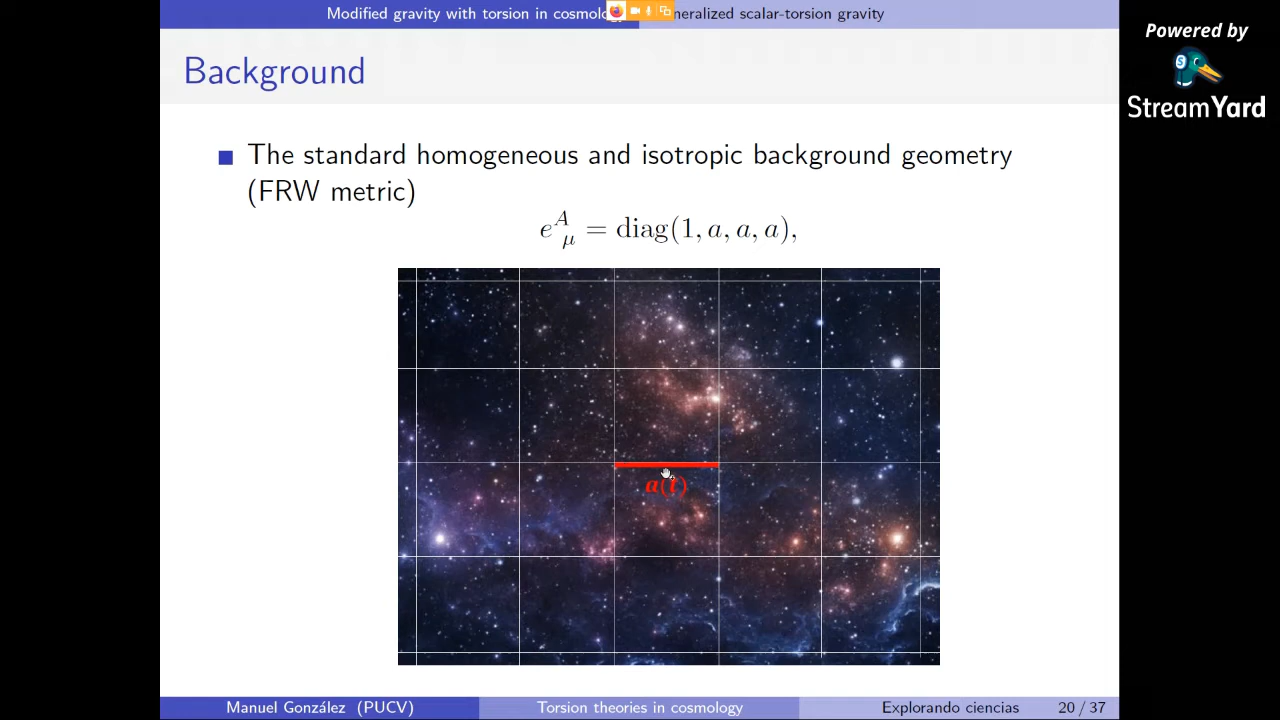 Modified gravity with torsion in cosmolo
neralized scalar-torsion gravity
Powered by
StreamYard
Background
The standard homogeneous and isotropic background geometry
(FRW metric)
e^A_μ = diag(1, a, a, a),
a(t)
Manuel González (PUCV)
Torsion theories in cosmology
Explorando ciencias
20 / 37